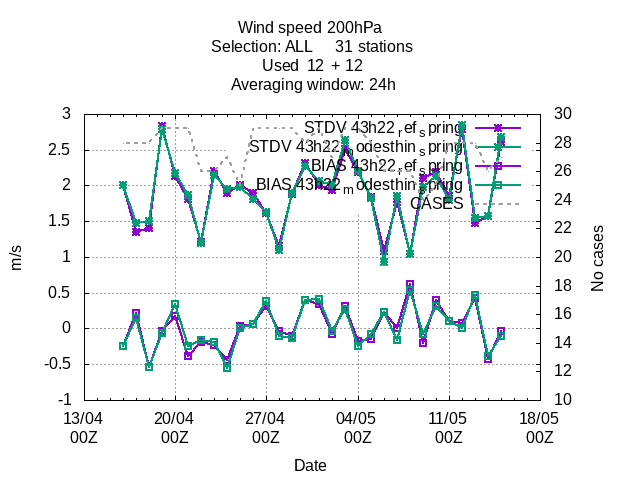 Wind speed 200hPa
Selection: ALL 31 stations
Used 12 + 12
Averaging window: 24h
STDV 43h22_ref_spring
STDV 43h22_modesthin_spring
BIAS 43h22_ref_spring
BIAS 43h22_modesthin_spring
CASES
3
2.5
2
1.5
1
0.5
0
-0.5
-1
m/s
30
28
26
24
22
20
18
16
14
12
10
No cases
13/04 20/04 27/04 04/05 11/05 18/05
00Z 00Z 00Z 00Z 00Z 00Z
Date